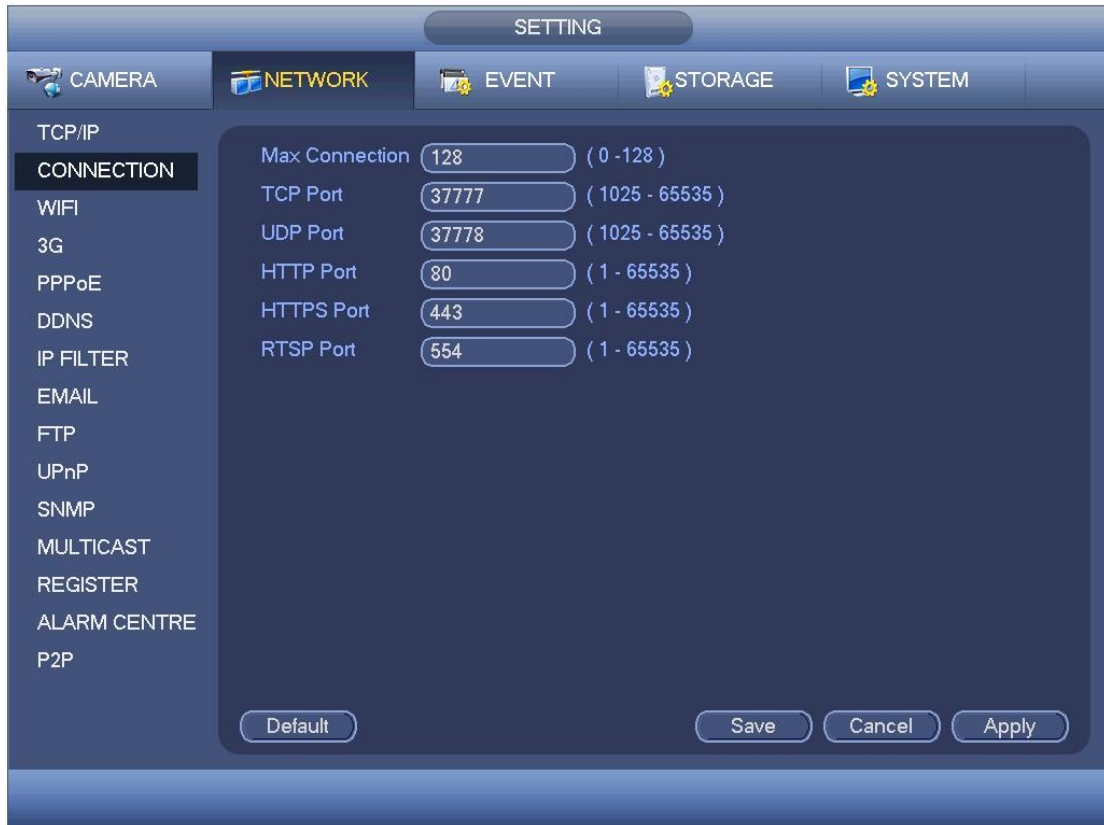 SETTING
CAMERA NETWORK EVENT STORAGE SYSTEM
TCP/IP
CONNECTION
WIFI
3G
PPPoE
DDNS
IP FILTER
EMAIL
FTP
UPnP
SNMP
MULTICAST
REGISTER
ALARM CENTRE
P2P
Max Connection 128 ( 0 -128 )
TCP Port 37777 ( 1025 - 65535 )
UDP Port 37778 ( 1025 - 65535 )
HTTP Port 80 ( 1 - 65535 )
HTTPS Port 443 ( 1 - 65535 )
RTSP Port 554 ( 1 - 65535 )
Default Save Cancel Apply